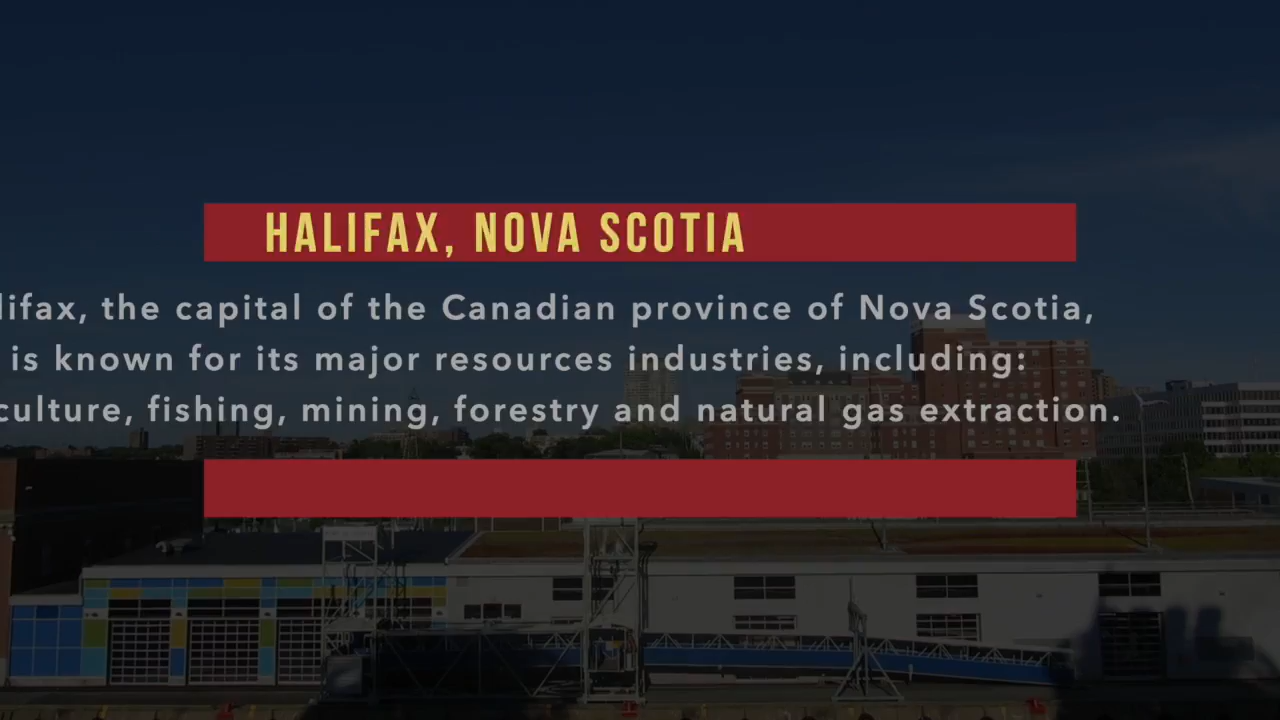 HALIFAX, NOVA SCOTIA
lifax, the capital of the Canadian province of Nova Scotia,
is known for its major resources industries, including:
culture, fishing, mining, forestry and natural gas extraction.